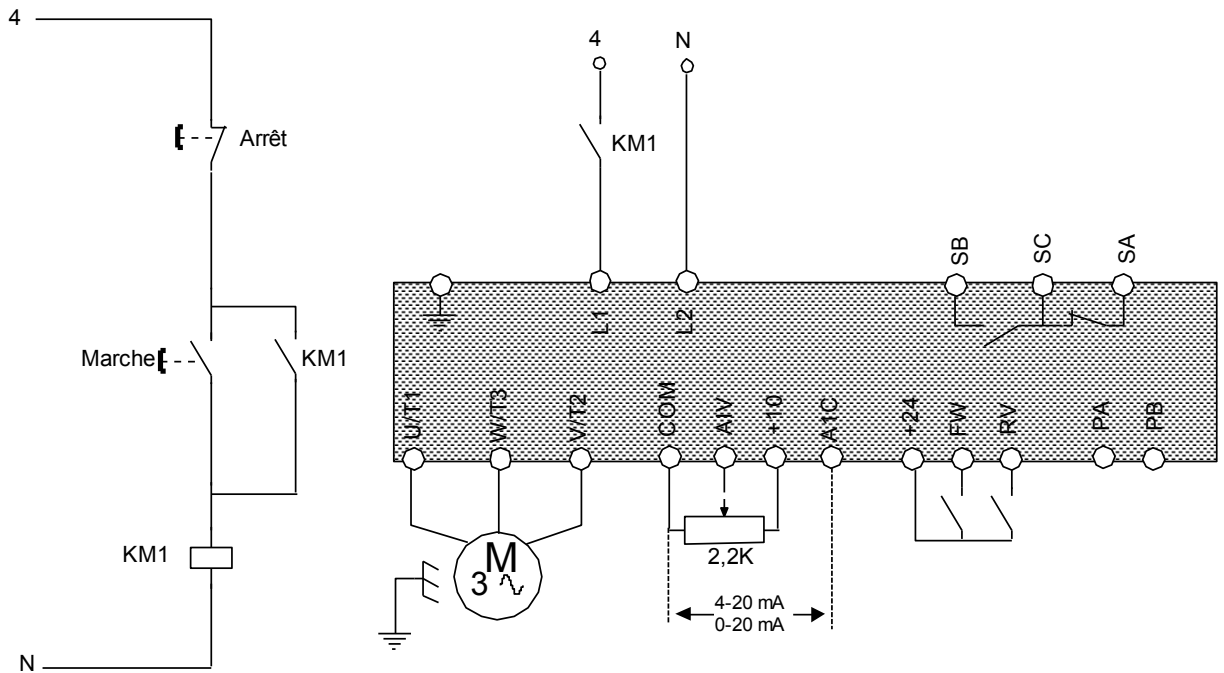 4
Arrêt
Marche
KM1
KM1
N
4
N
KM1
SB
SC
SA
L1
L2
U/T1
W/T3
V/T2
COM
AIV
+10
A1C
+24
FW
RV
PA
PB
M
3
2,2K
4-20 mA
0-20 mA